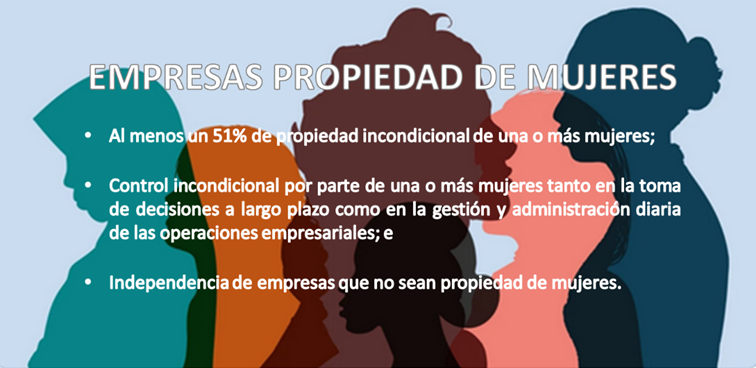 EMPRESAS PROPIEDAD DE MUJERES
• Al menos un 51% de propiedad incondicional de una o más mujeres;
• Control incondicional por parte de una o más mujeres tanto en la toma
de decisiones a largo plazo como en la gestión y administración diaria
de las operaciones empresariales; e
• Independencia de empresas que no sean propiedad de mujeres.